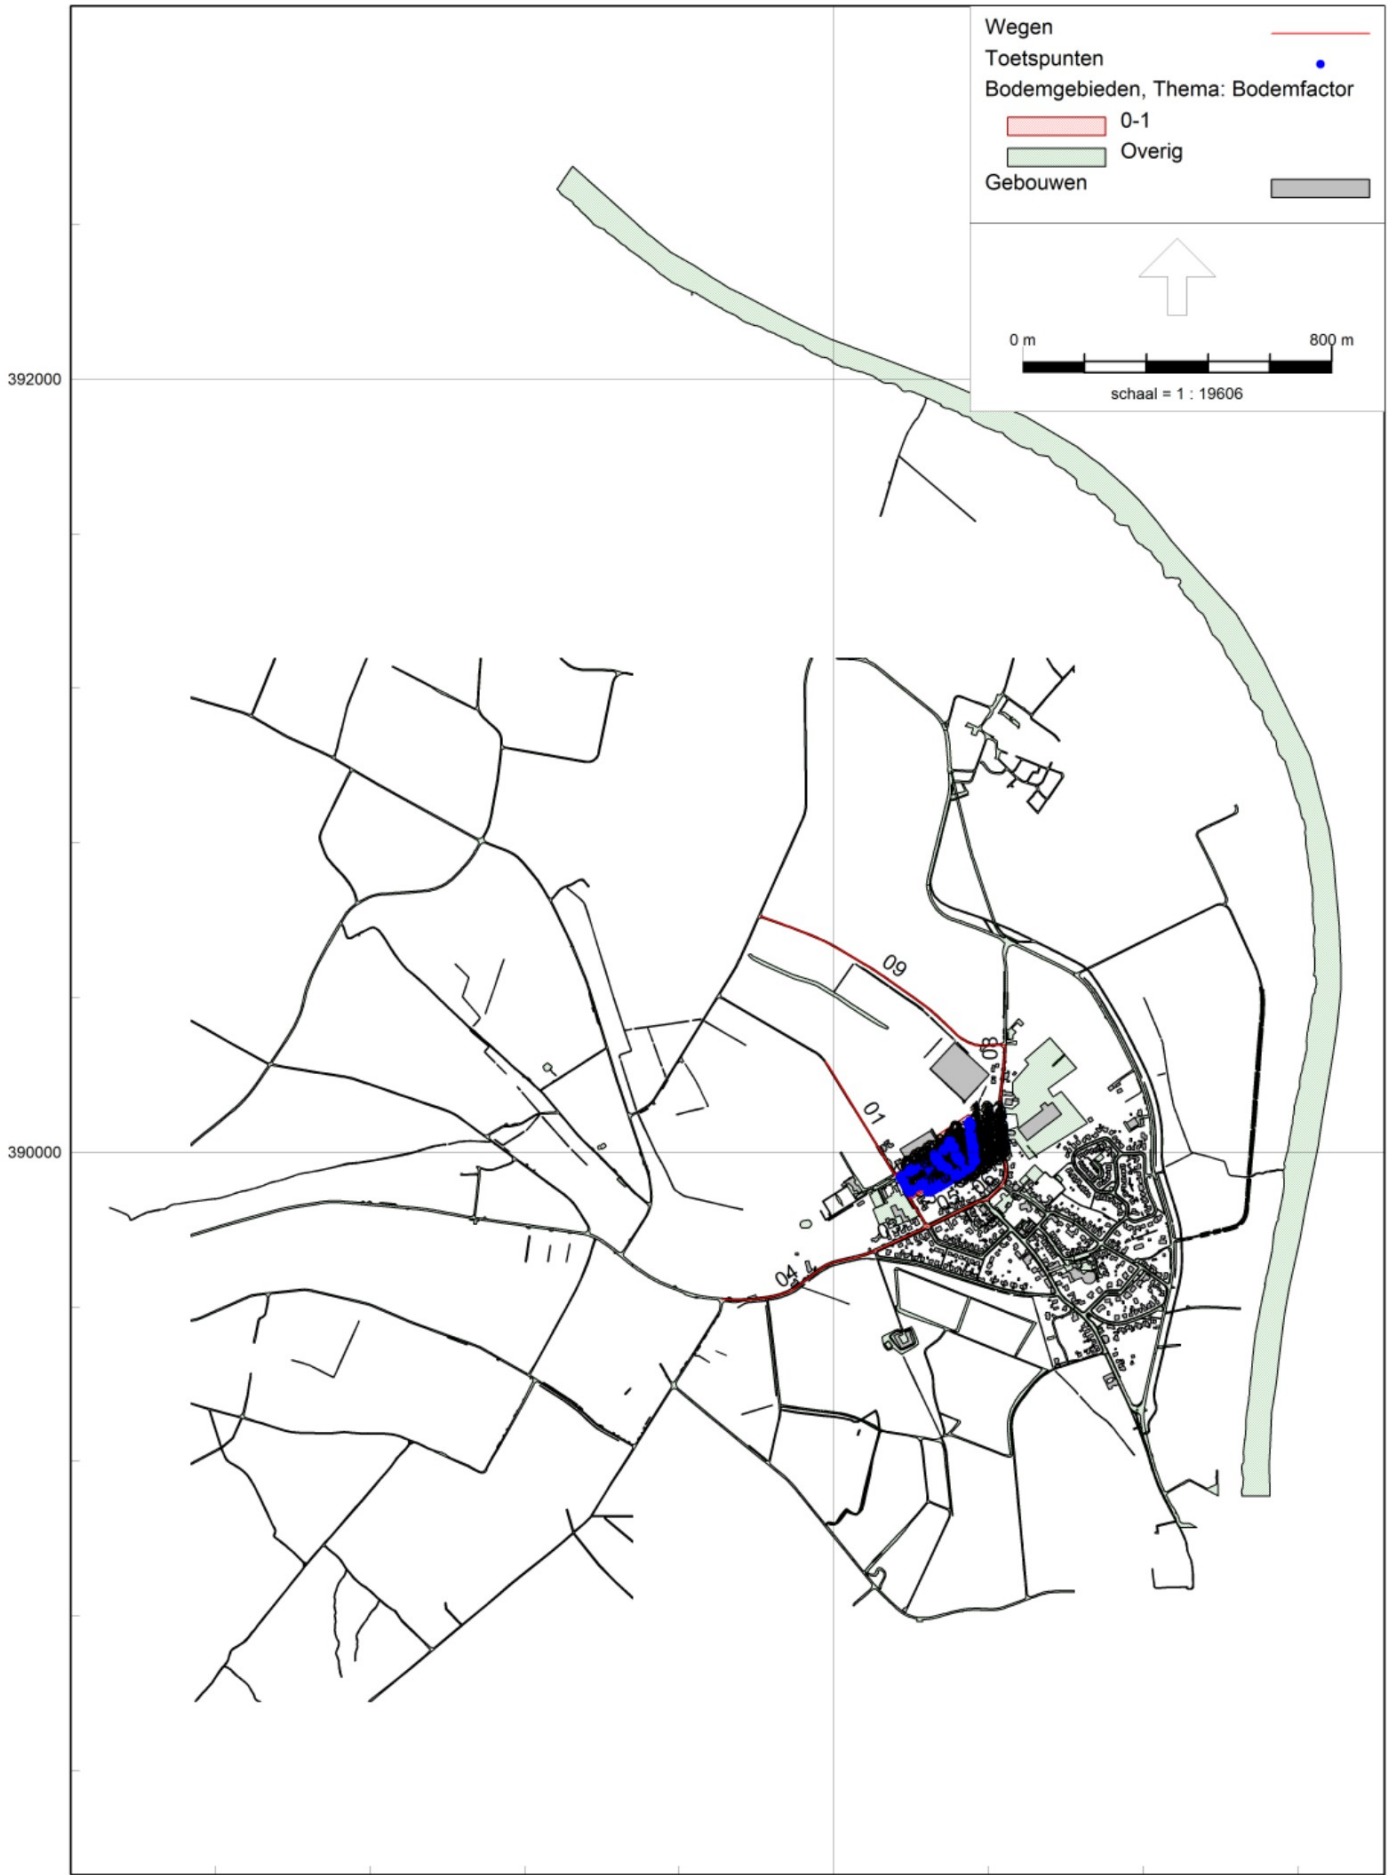 Wegen
Toetspunten
Bodemgebieden, Thema: Bodemfactor
0-1
Overig
Gebouwen
0 m 800 m
schaal = 1 : 19606
392000
09
03
01
390000
04